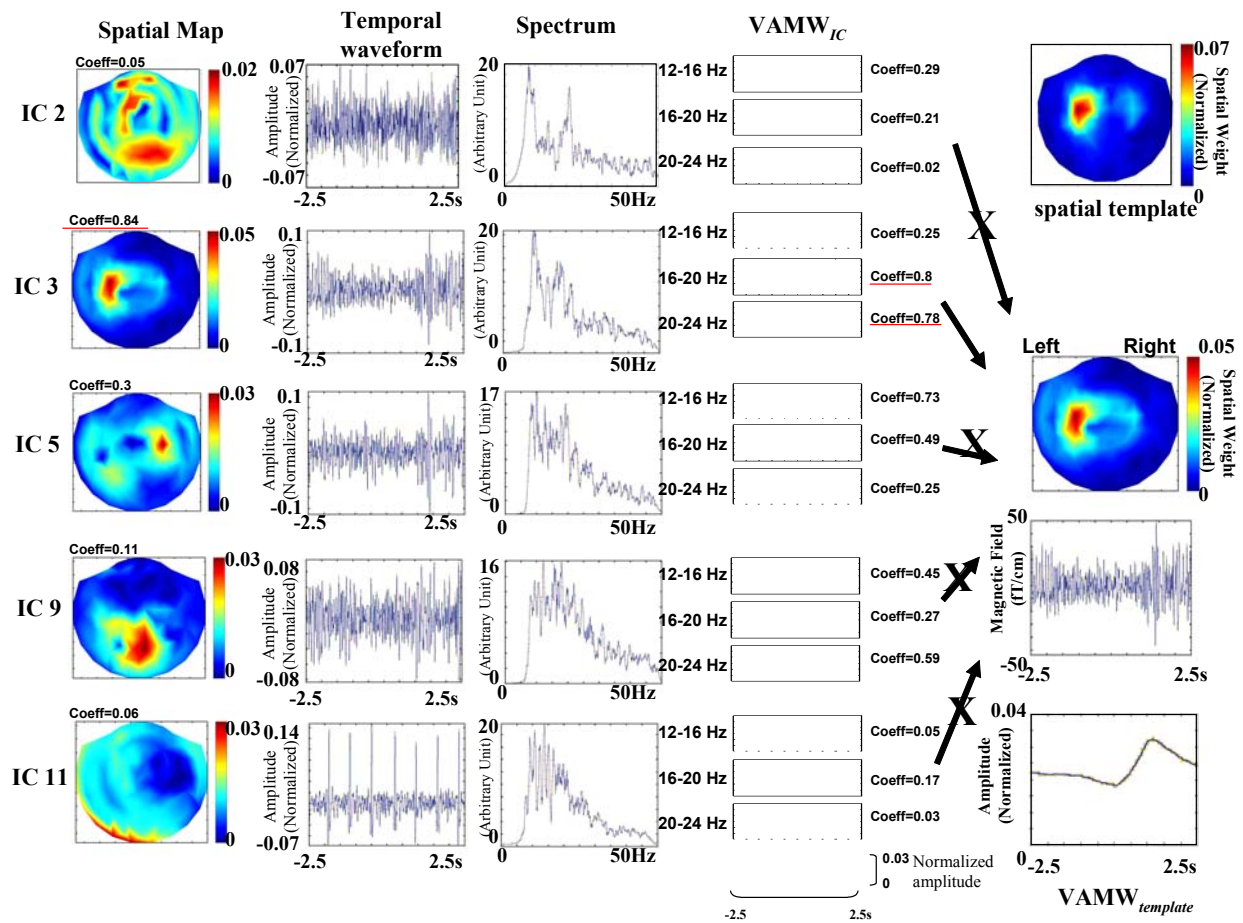 Spatial Map
Temporal waveform
Spectrum
VAMW_IC
Coeff=0.05
IC 2
0.02
0
Amplitude (Normalized)
0.07
-0.07
-2.5
2.5s
(Arbitrary Unit)
20
0
0
50Hz
12-16 Hz
Coeff=0.29
16-20 Hz
Coeff=0.21
20-24 Hz
Coeff=0.02
X
0.07
0
Spatial Weight (Normalized)
spatial template
Coeff=0.84
IC 3
0.05
0
Amplitude (Normalized)
0.1
-0.1
-2.5
2.5s
(Arbitrary Unit)
20
0
0
50Hz
12-16 Hz
Coeff=0.25
16-20 Hz
Coeff=0.8
20-24 Hz
Coeff=0.78
Left
Right
0.05
0
Spatial Weight (Normalized)
Coeff=0.3
IC 5
0.03
0
Amplitude (Normalized)
0.1
-0.1
-2.5
2.5s
(Arbitrary Unit)
17
0
0
50Hz
12-16 Hz
Coeff=0.73
16-20 Hz
Coeff=0.49
20-24 Hz
Coeff=0.25
X
Magnetic Field (fT/cm)
50
-50
-2.5
2.5s
Coeff=0.11
IC 9
0.03
0
Amplitude (Normalized)
0.08
-0.08
-2.5
2.5s
(Arbitrary Unit)
16
0
0
50Hz
12-16 Hz
Coeff=0.45
16-20 Hz
Coeff=0.27
20-24 Hz
Coeff=0.59
X
Coeff=0.06
IC 11
0.03
0
Amplitude (Normalized)
0.14
-0.07
-2.5
2.5s
(Arbitrary Unit)
20
0
0
50Hz
12-16 Hz
Coeff=0.05
16-20 Hz
Coeff=0.17
20-24 Hz
Coeff=0.03
X
0.03
0
Normalized amplitude
-2.5
2.5s
Amplitude (Normalized)
0.04
0
-2.5
2.5s
VAMW_template